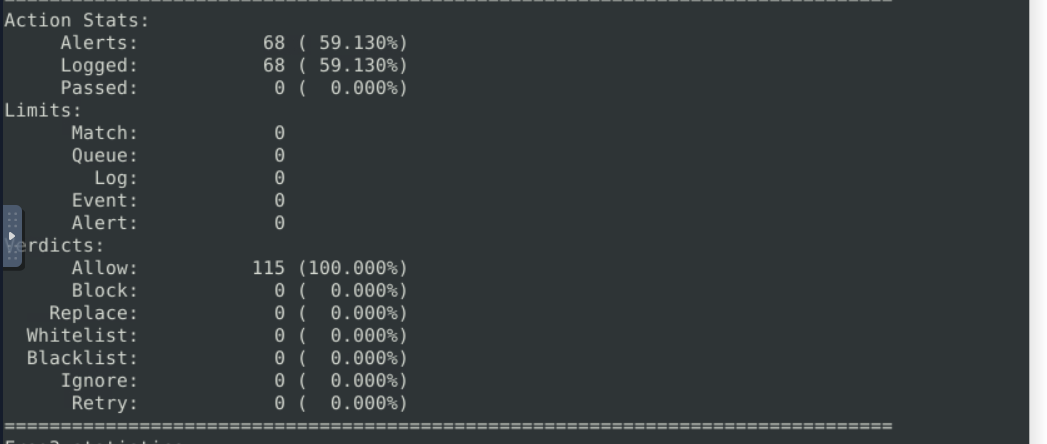 ===============================================================================
Action Stats:
     Alerts:           68 ( 59.130%)
     Logged:           68 ( 59.130%)
     Passed:            0 (  0.000%)
Limits:
      Match:            0
      Queue:            0
        Log:            0
      Event:            0
      Alert:            0
Verdicts:
      Allow:          115 (100.000%)
      Block:            0 (  0.000%)
    Replace:            0 (  0.000%)
  Whitelist:            0 (  0.000%)
  Blacklist:            0 (  0.000%)
     Ignore:            0 (  0.000%)
      Retry:            0 (  0.000%)
===============================================================================